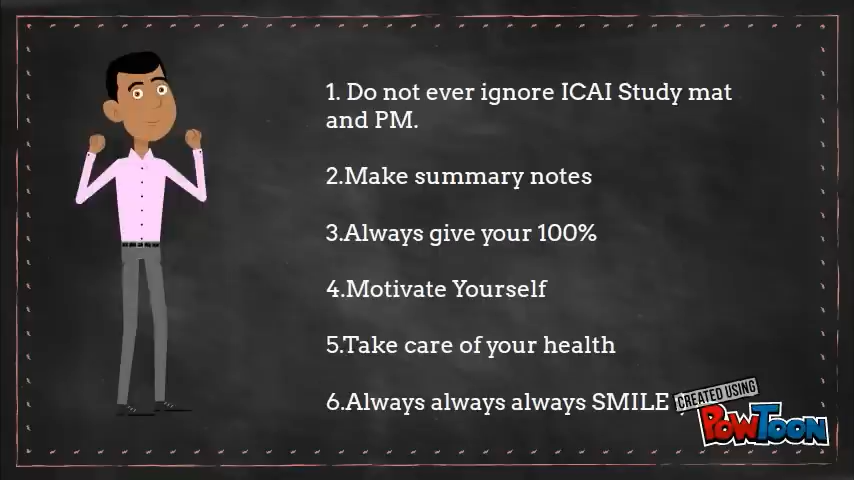 1. Do not ever ignore ICAI Study mat
and PM.
2.Make summary notes
3.Always give your 100%
4.Motivate Yourself
5.Take care of your health
6.Always always always SMILE
CREATED USING
POWTOON